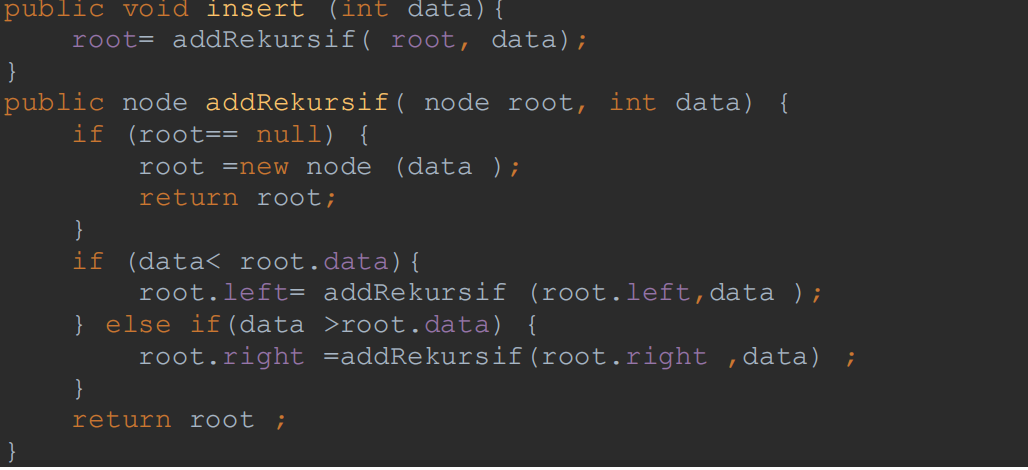 public void insert (int data){
    root= addRekursif( root, data);
}
public node addRekursif( node root, int data) {
    if (root== null) {
        root =new node (data );
        return root;
    }
    if (data< root.data){
        root.left= addRekursif (root.left,data );
    } else if(data >root.data) {
        root.right =addRekursif(root.right ,data) ;
    }
    return root ;
}